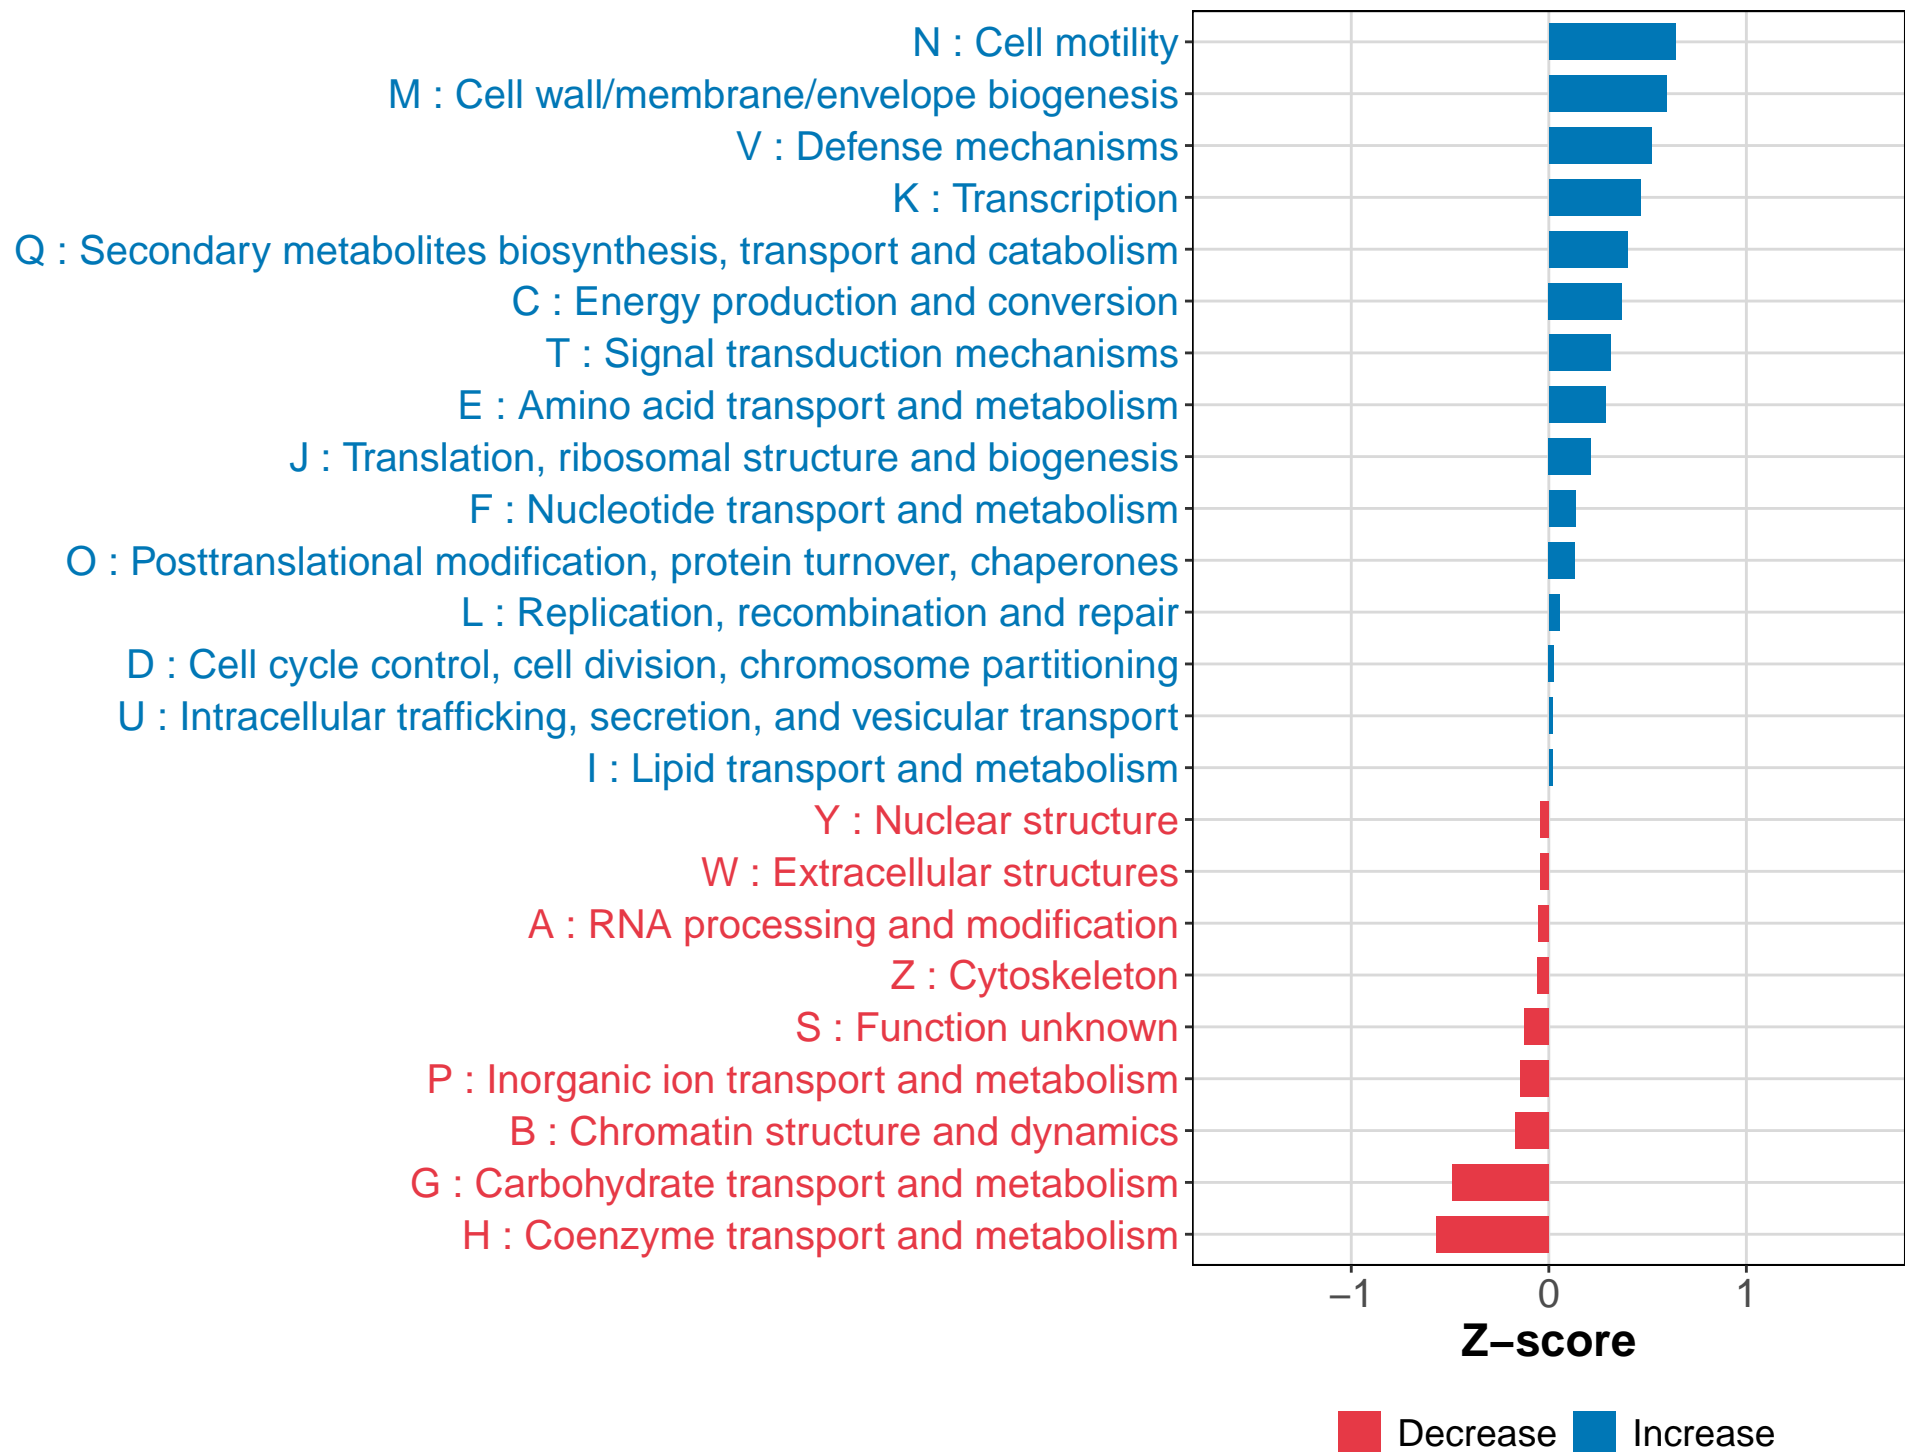 N : Cell motility
M : Cell wall/membrane/envelope biogenesis
V : Defense mechanisms
K : Transcription
Q : Secondary metabolites biosynthesis, transport and catabolism
C : Energy production and conversion
T : Signal transduction mechanisms
E : Amino acid transport and metabolism
J : Translation, ribosomal structure and biogenesis
F : Nucleotide transport and metabolism
O : Posttranslational modification, protein turnover, chaperones
L : Replication, recombination and repair
D : Cell cycle control, cell division, chromosome partitioning
U : Intracellular trafficking, secretion, and vesicular transport
I : Lipid transport and metabolism
Y : Nuclear structure
W : Extracellular structures
A : RNA processing and modification
Z : Cytoskeleton
S : Function unknown
P : Inorganic ion transport and metabolism
B : Chromatin structure and dynamics
G : Carbohydrate transport and metabolism
H : Coenzyme transport and metabolism
−1 0 1
Z−score
Decrease Increase